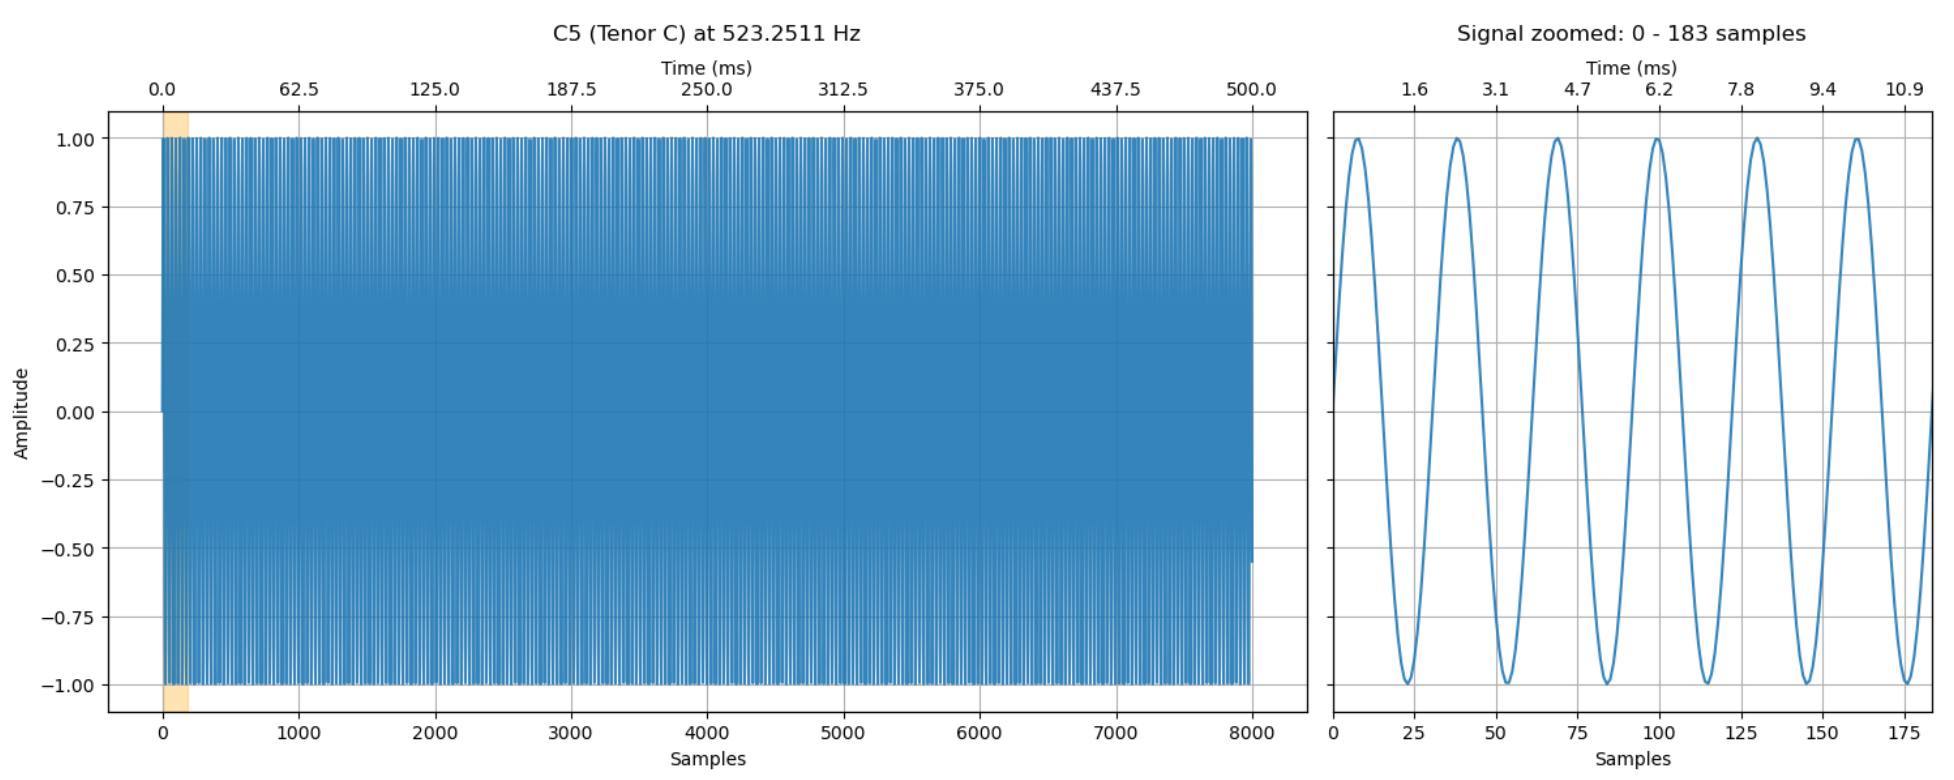 C5 (Tenor C) at 523.2511 Hz
Time (ms)
0.0 62.5 125.0 187.5 250.0 312.5 375.0 437.5 500.0
1.00
0.75
0.50
0.25
0.00
−0.25
−0.50
−0.75
−1.00
Amplitude
0 1000 2000 3000 4000 5000 6000 7000 8000
Samples
Signal zoomed: 0 - 183 samples
Time (ms)
1.6 3.1 4.7 6.2 7.8 9.4 10.9
0 25 50 75 100 125 150 175
Samples